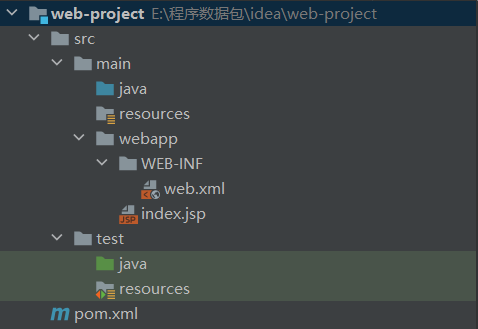 web-project E:\程序数据包\idea\web-project
src
main
java
resources
webapp
WEB-INF
web.xml
JSP index.jsp
test
java
resources
m pom.xml